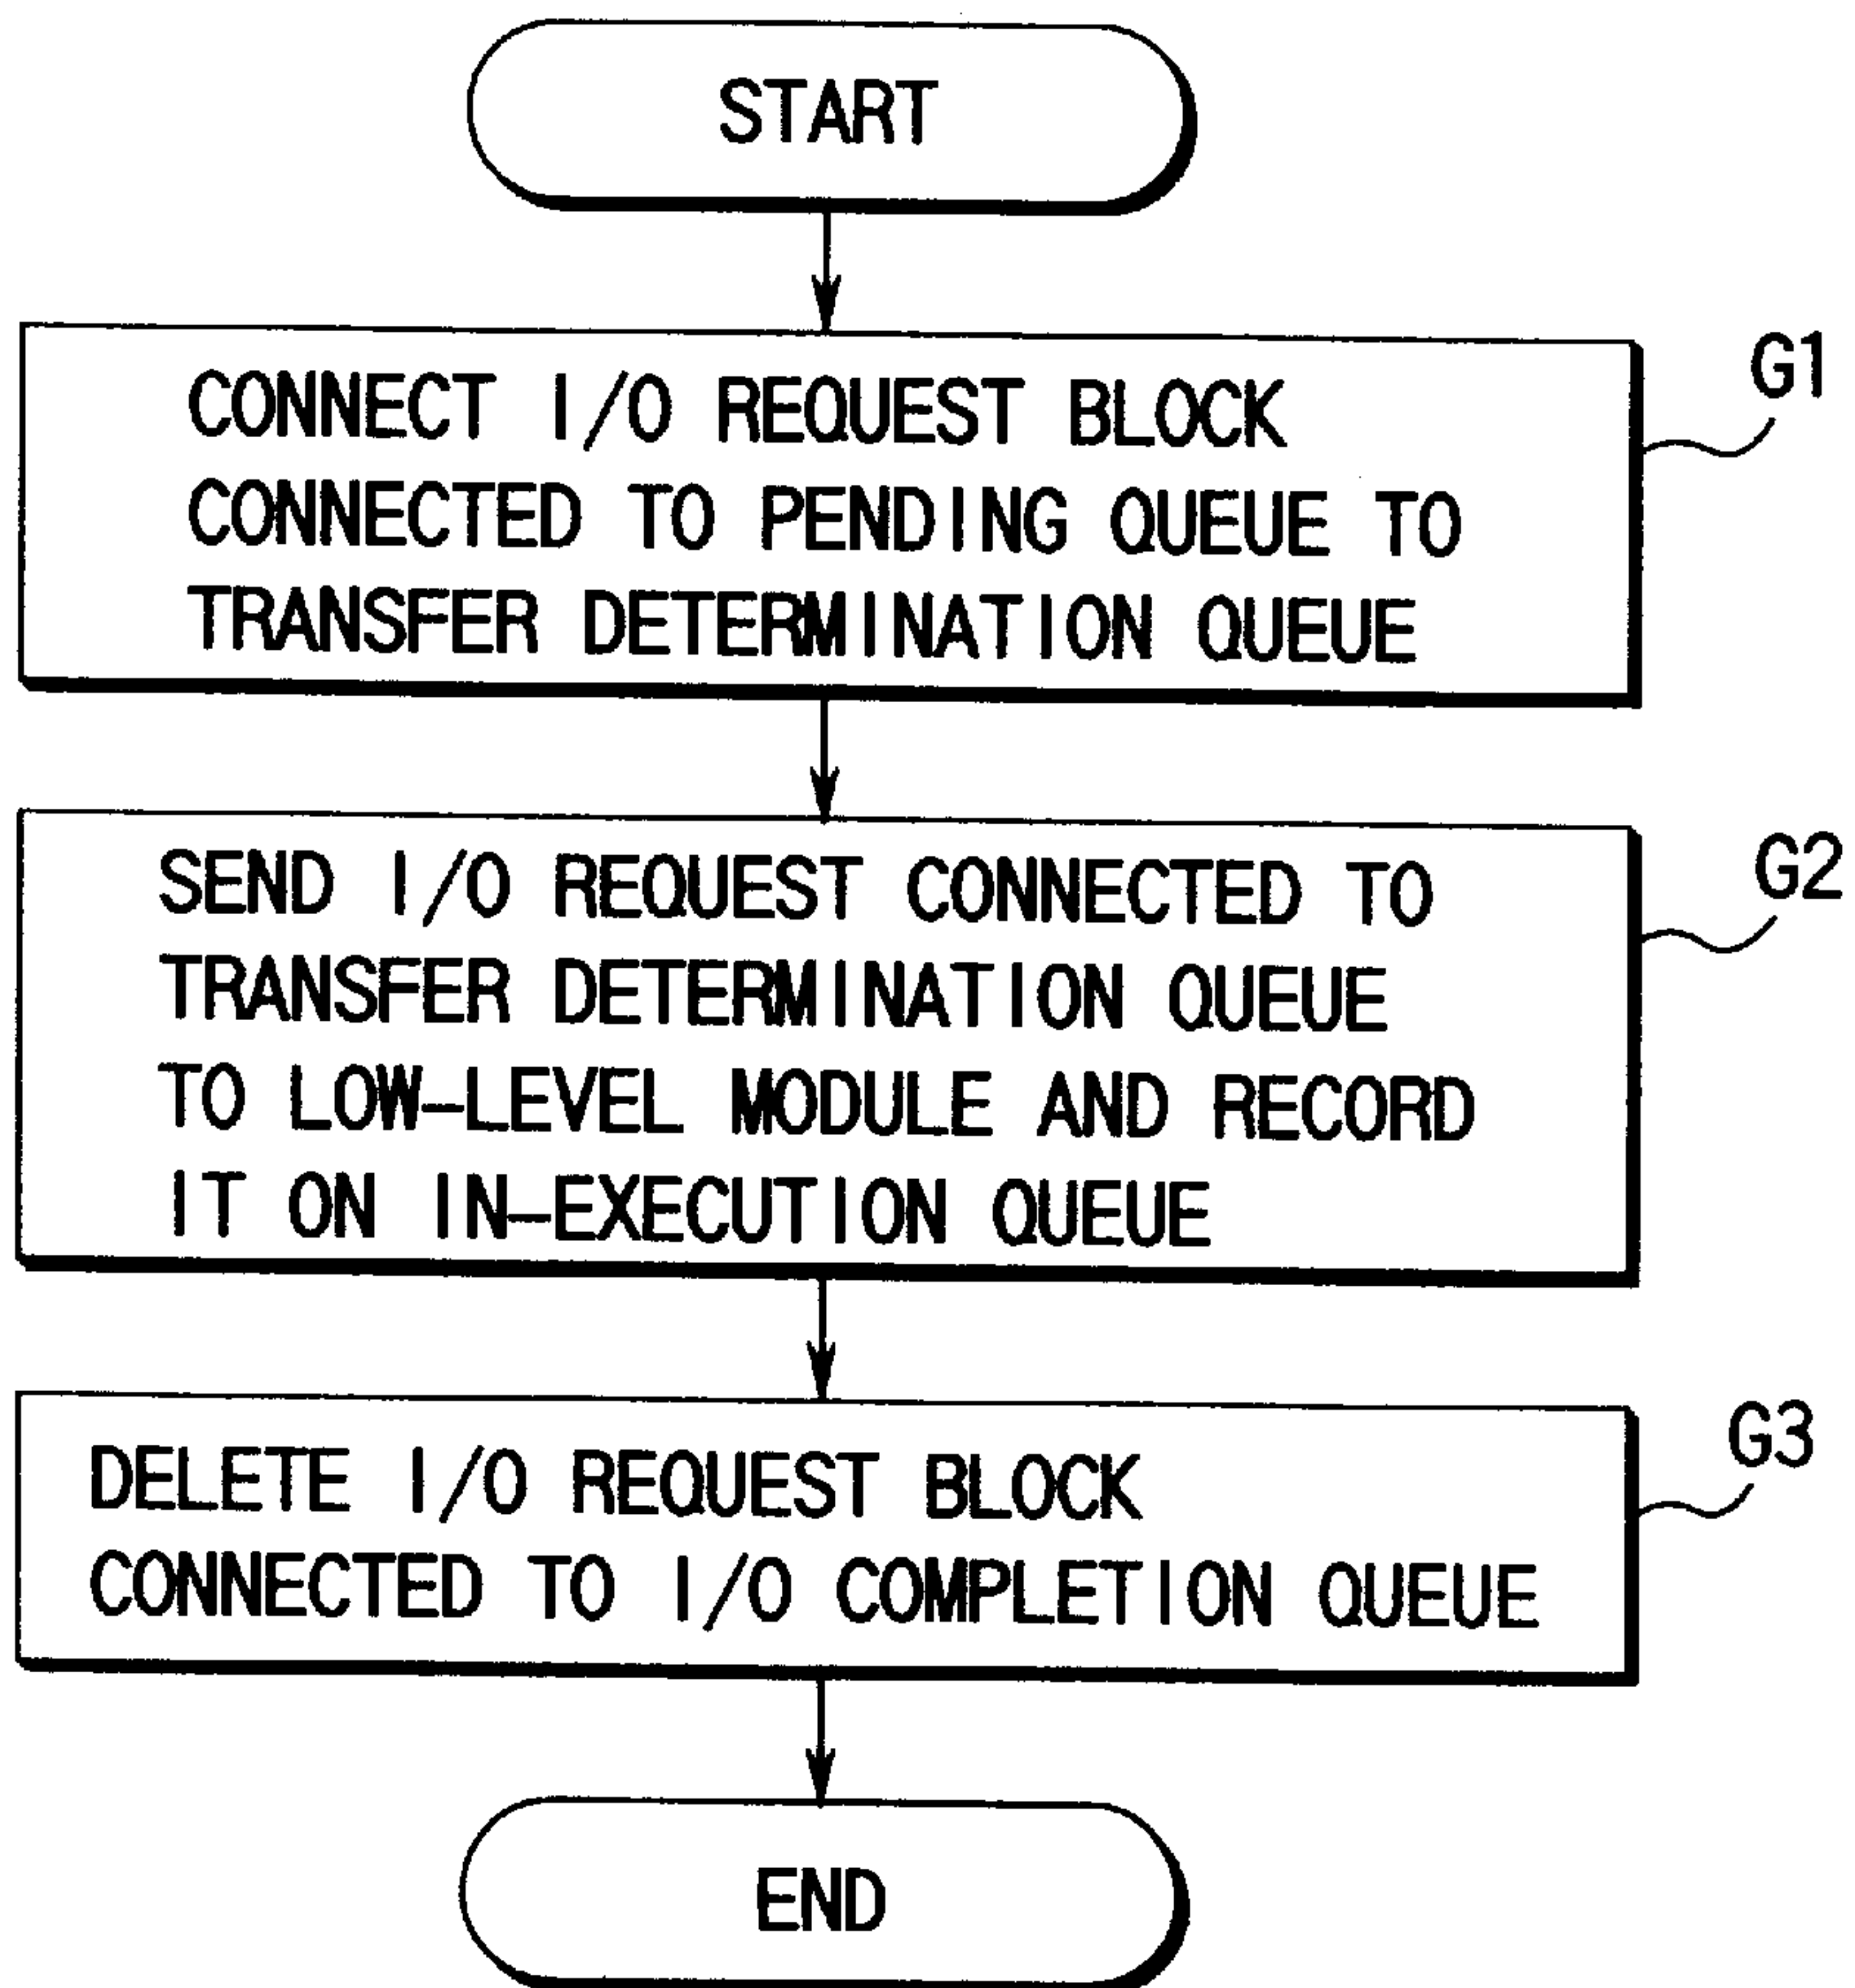 START
CONNECT I/O REQUEST BLOCK
CONNECTED TO PENDING QUEUE TO
TRANSFER DETERMINATION QUEUE
G1
SEND I/O REQUEST CONNECTED TO
TRANSFER DETERMINATION QUEUE
TO LOW-LEVEL MODULE AND RECORD
IT ON IN-EXECUTION QUEUE
G2
DELETE I/O REQUEST BLOCK
CONNECTED TO I/O COMPLETION QUEUE
G3
END